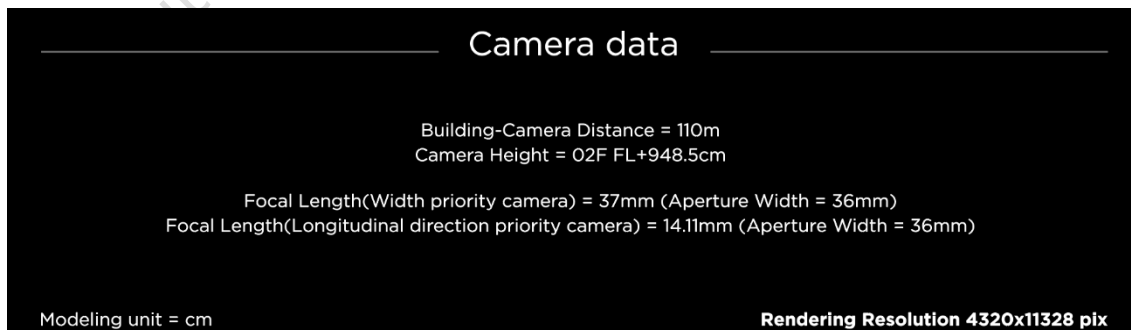 Camera data
Building-Camera Distance = 110m
Camera Height = 02F FL+948.5cm
Focal Length(Width priority camera) = 37mm (Aperture Width = 36mm)
Focal Length(Longitudinal direction priority camera) = 14.11mm (Aperture Width = 36mm)
Modeling unit = cm
Rendering Resolution 4320x11328 pix